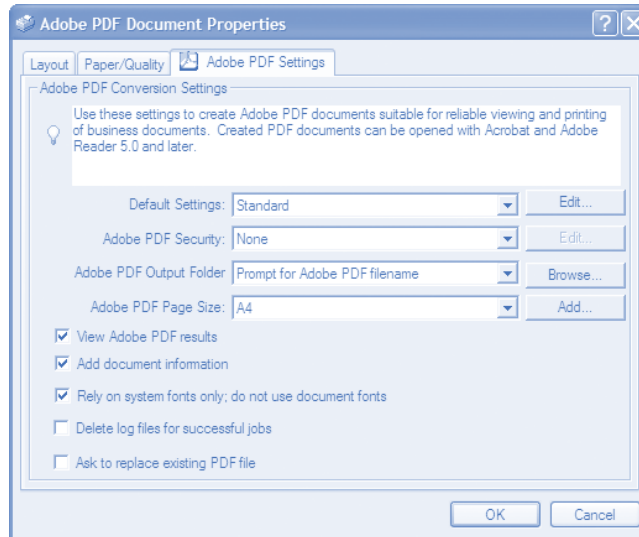 Adobe PDF Document Properties
Layout Paper/Quality Adobe PDF Settings
Adobe PDF Conversion Settings
Use these settings to create Adobe PDF documents suitable for reliable viewing and printing
of business documents. Created PDF documents can be opened with Acrobat and Adobe
Reader 5.0 and later.
Default Settings: Standard Edit...
Adobe PDF Security: None Edit...
Adobe PDF Output Folder Prompt for Adobe PDF filename Browse...
Adobe PDF Page Size: A4 Add...
View Adobe PDF results
Add document information
Rely on system fonts only; do not use document fonts
Delete log files for successful jobs
Ask to replace existing PDF file
OK Cancel